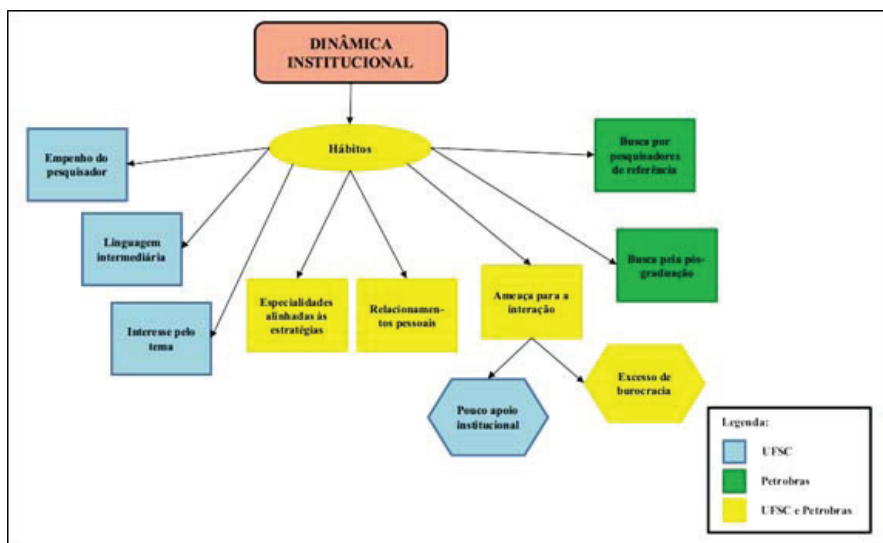 DINÂMICA
INSTITUCIONAL
Hábitos
Empenho do
pesquisador
Busca por
pesquisadores
de referência
Linguagem
intermediária
Busca pela pós-
graduação
Interesse pelo
tema
Especialidades
alinhadas às
estratégias
Relacionamen-
tos pessoais
Ameaça para a
interação
Pouco apoio
institucional
Excesso de
burocracia
Legenda:
UFSC
Petrobras
UFSC e Petrobras